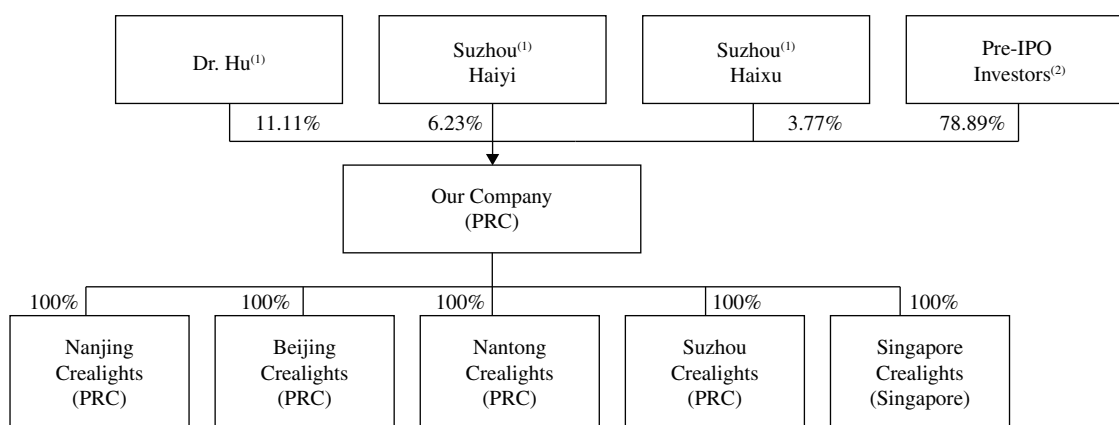 Dr. Hu(1)
Suzhou(1)
Haiyi
Suzhou(1)
Haixu
Pre-IPO
Investors(2)
11.11%
6.23%
3.77%
78.89%
Our Company
(PRC)
100%
100%
100%
100%
100%
Nanjing
Crealights
(PRC)
Beijing
Crealights
(PRC)
Nantong
Crealights
(PRC)
Suzhou
Crealights
(PRC)
Singapore
Crealights
(Singapore)